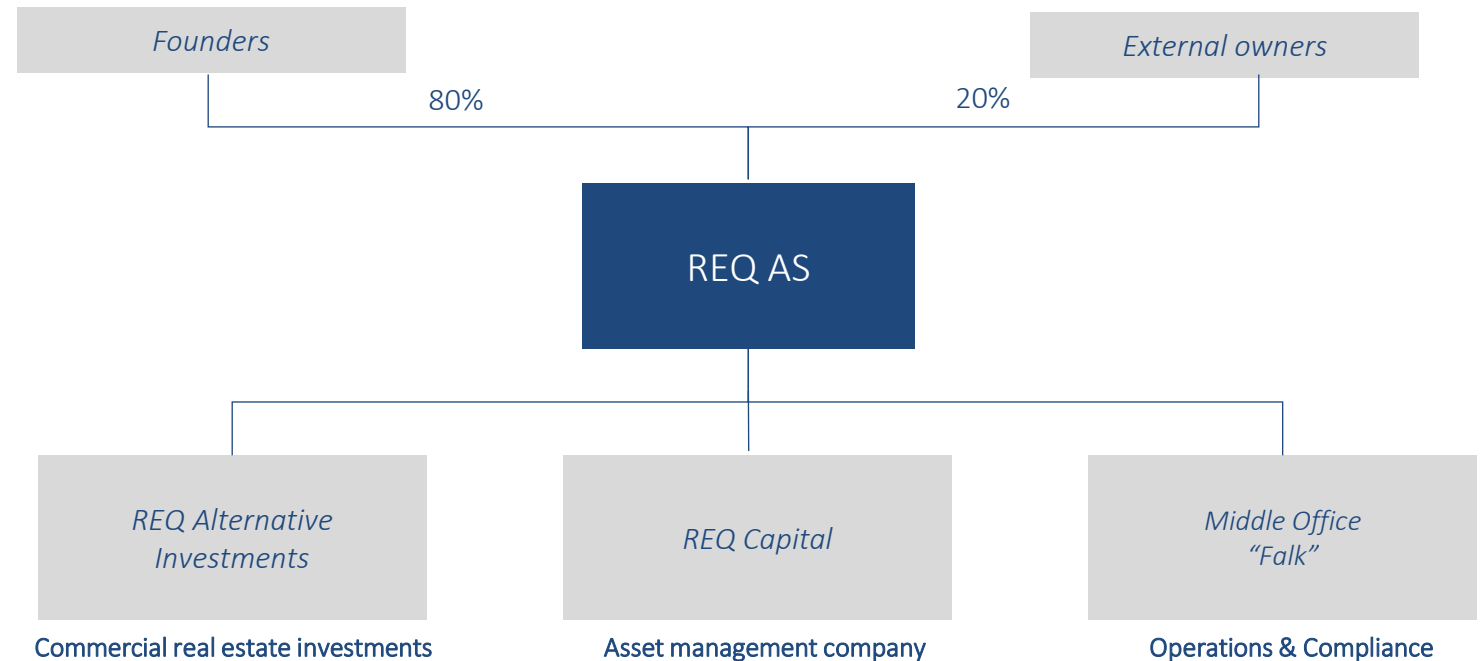 Founders
External owners
80%
20%
REQ AS
REQ Alternative
Investments
REQ Capital
Middle Office
“Falk”
Commercial real estate investments
Asset management company
Operations & Compliance